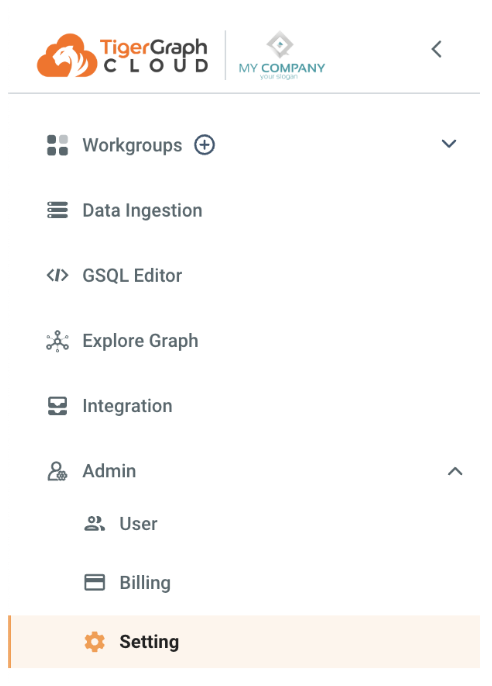 TigerGraph
CLOUD
MY COMPANY
your slogan
Workgroups
Data Ingestion
GSQL Editor
Explore Graph
Integration
Admin
User
Billing
Setting